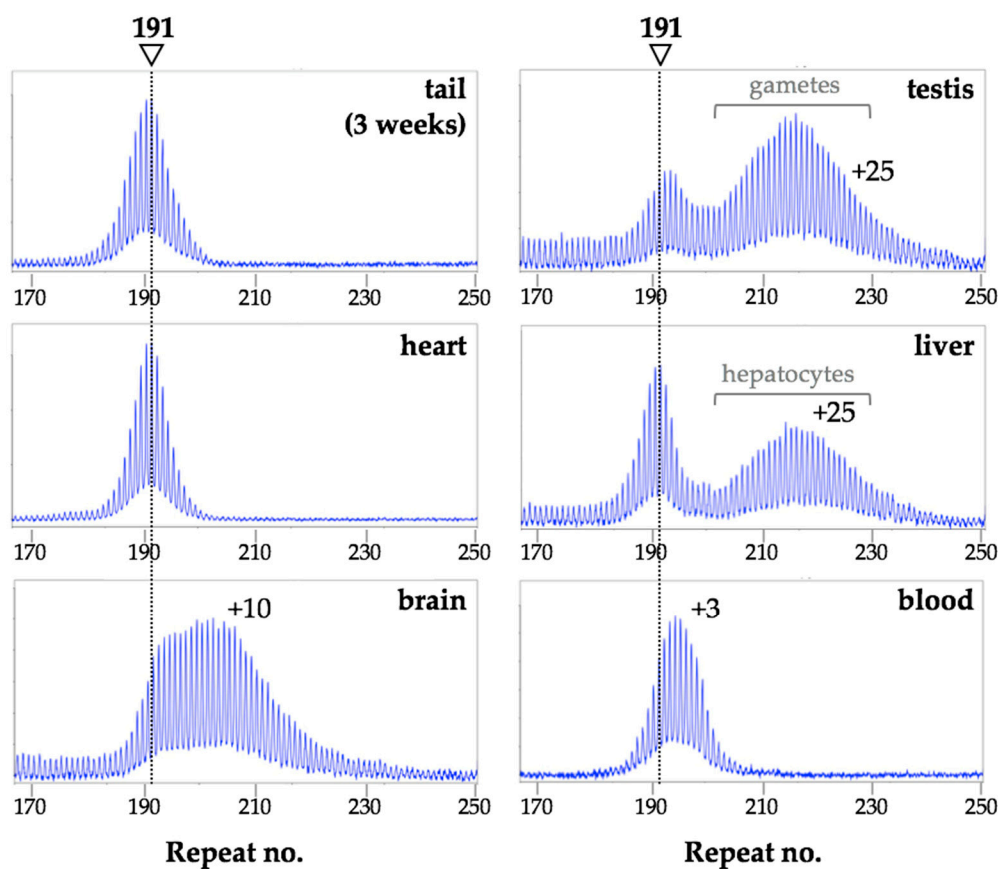 191
191
tail
(3 weeks)
gametes
testis
+25
170 190 210 230 250
170 190 210 230 250
heart
liver
hepatocytes
+25
170 190 210 230 250
170 190 210 230 250
brain
+10
blood
+3
170 190 210 230 250
170 190 210 230 250
Repeat no.
Repeat no.